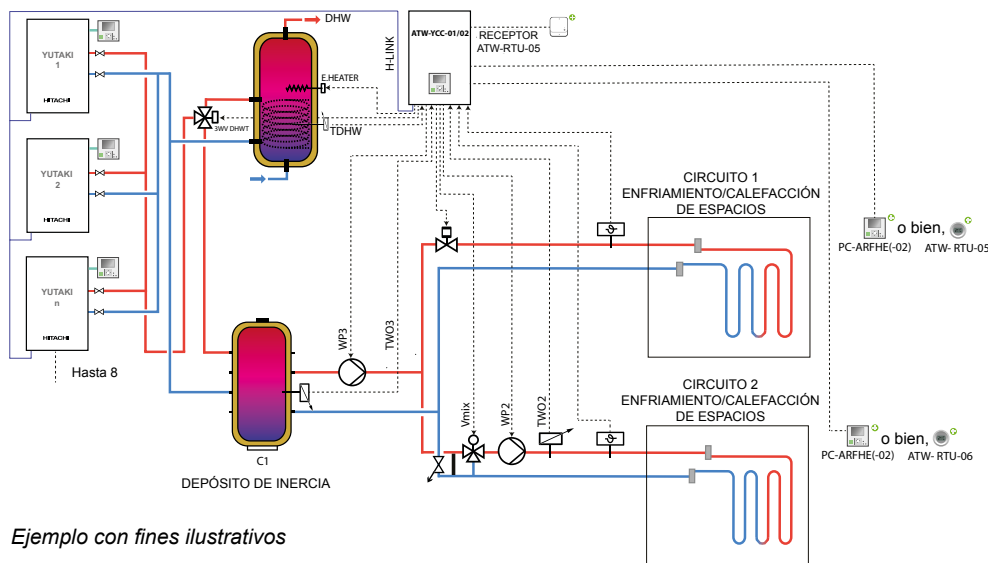 YUTAKI
1
HITACHI
YUTAKI
2
HITACHI
YUTAKI
n
HITACHI
Hasta 8
3WV DHWT
DHW
E.HEATER
TDHW
H-LINK
ATW-YCC-01/02
RECEPTOR
ATW-RTU-05
CIRCUITO 1
ENFRIAMIENTO/CALEFACCIÓN
DE ESPACIOS
o bien,
PC-ARFHE(-02)
ATW- RTU-05
WP3
TWO3
C1
DEPÓSITO DE INERCIA
Vmix
WP2
TWO2
CIRCUITO 2
ENFRIAMIENTO/CALEFACCIÓN
DE ESPACIOS
o bien,
PC-ARFHE(-02)
ATW- RTU-06
Ejemplo con fines ilustrativos